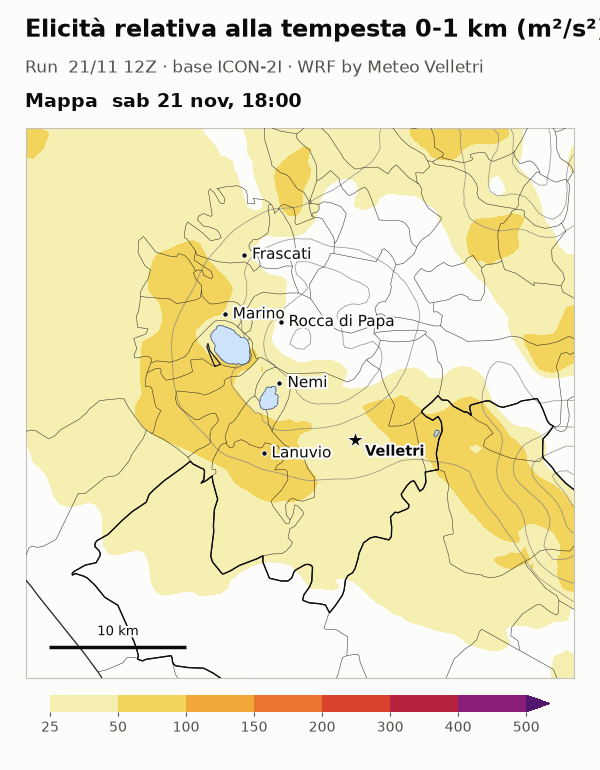 Elicità relativa alla tempesta 0-1 km (m²/s²)
Run 21/11 12Z · base ICON-2I · WRF by Meteo Velletri
Mappa sab 21 nov, 18:00
Frascati
Marino
Rocca di Papa
Nemi
Velletri
Lanuvio
10 km
25 50 100 150 200 300 400 500